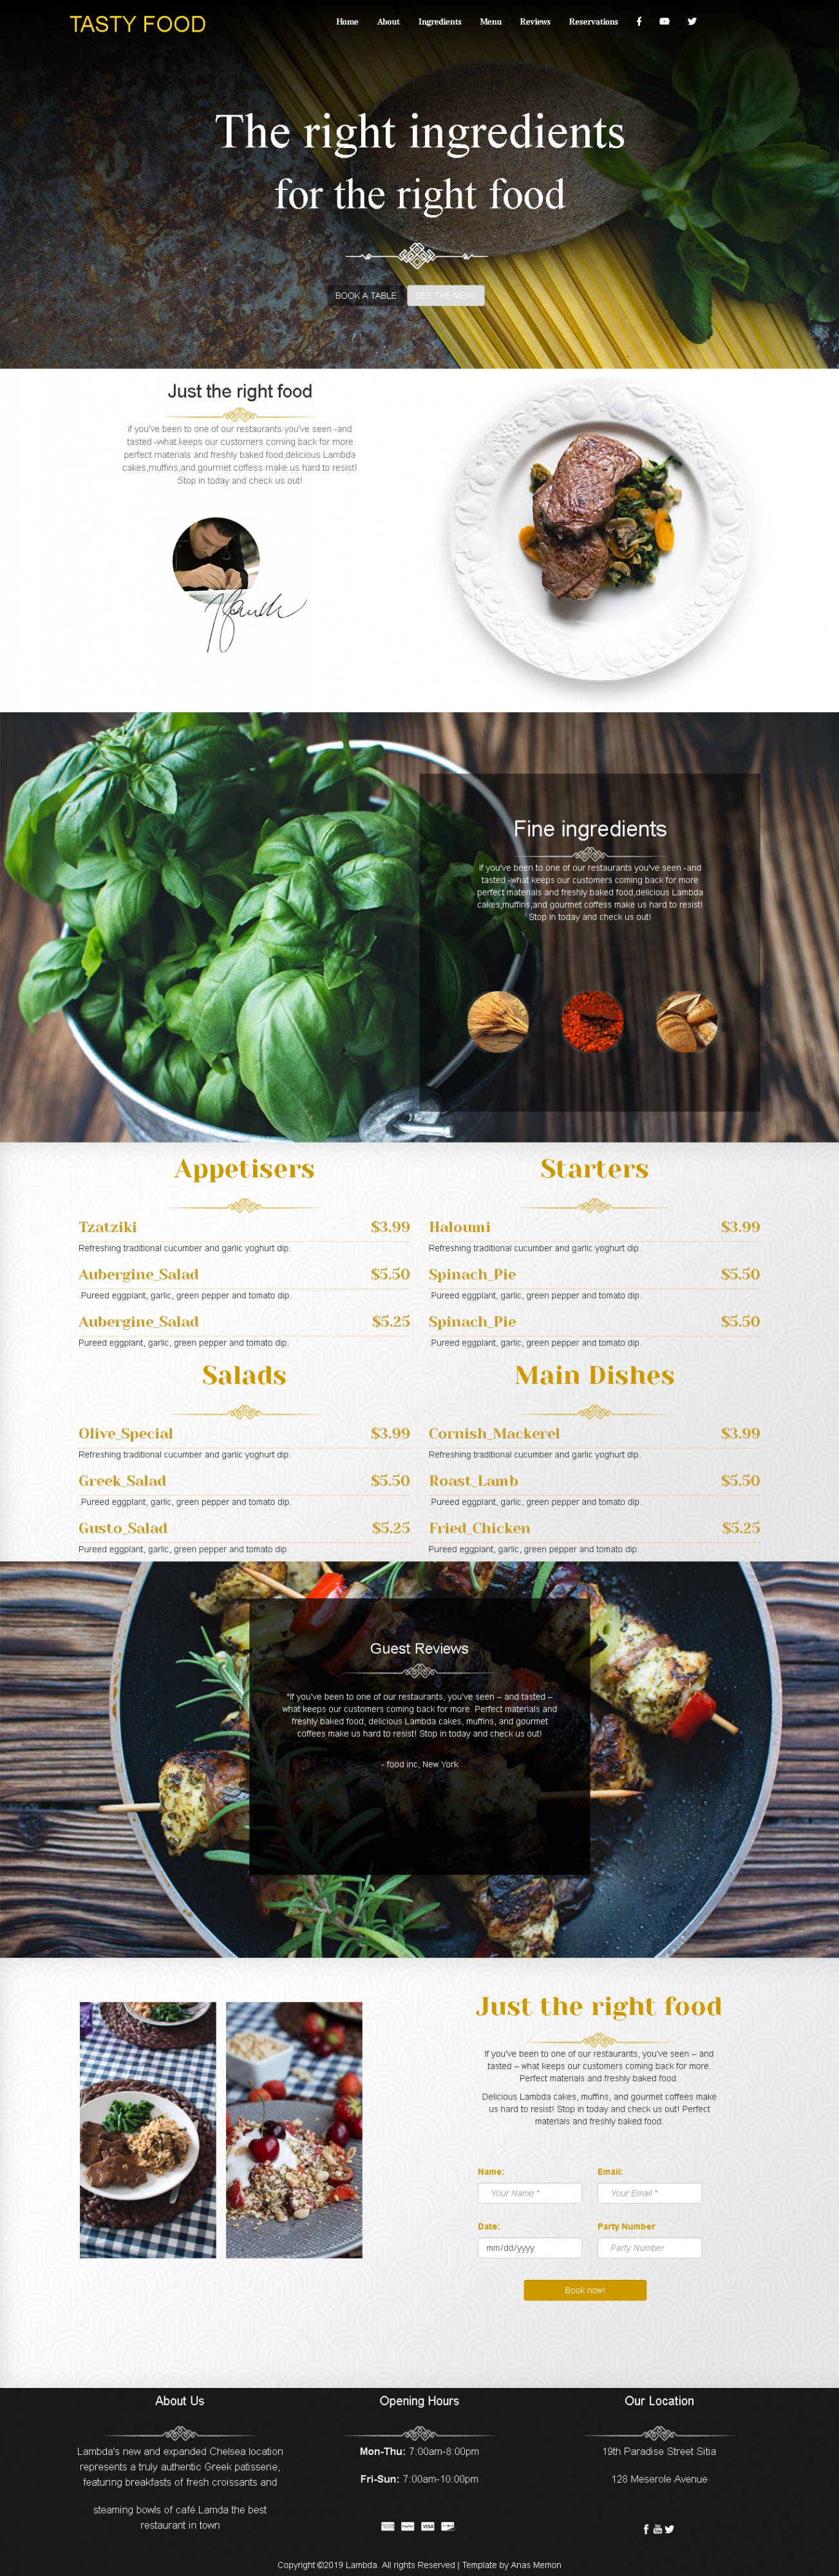 TASTY FOOD
Home About Ingredients Menu Reviews Reservations
The right ingredients
for the right food
BOOK A TABLE SEE THE MENU
Just the right food
if you've been to one of our restaurants you've seen -and
tasted -what keeps our customers coming back for more
perfect materials and freshly baked food,delicious Lambda
cakes,muffins,and gourmet coffess make us hard to resist!
Stop in today and check us out!
Fine ingredients
if you've been to one of our restaurants you've seen -and
tasted -what keeps our customers coming back for more
perfect materials and freshly baked food,delicious Lambda
cakes,muffins,and gourmet coffess make us hard to resist!
Stop in today and check us out!
Appetisers
Tzatziki $3.99
Refreshing traditional cucumber and garlic yoghurt dip.
Aubergine_Salad $5.50
.Pureed eggplant, garlic, green pepper and tomato dip.
Aubergine_Salad $5.25
Pureed eggplant, garlic, green pepper and tomato dip.
Starters
Haloumi $3.99
Refreshing traditional cucumber and garlic yoghurt dip.
Spinach_Pie $5.50
.Pureed eggplant, garlic, green pepper and tomato dip.
Spinach_Pie $5.50
.Pureed eggplant, garlic, green pepper and tomato dip.
Salads
Olive_Special $3.99
Refreshing traditional cucumber and garlic yoghurt dip.
Greek_Salad $5.50
.Pureed eggplant, garlic, green pepper and tomato dip.
Gusto_Salad $5.25
Pureed eggplant, garlic, green pepper and tomato dip.
Main Dishes
Cornish_Mackerel $3.99
Refreshing traditional cucumber and garlic yoghurt dip.
Roast_Lamb $5.50
.Pureed eggplant, garlic, green pepper and tomato dip.
Fried_Chicken $5.25
Pureed eggplant, garlic, green pepper and tomato dip.
Guest Reviews
"If you've been to one of our restaurants, you've seen – and tasted –
what keeps our customers coming back for more. Perfect materials and
freshly baked food, delicious Lambda cakes, muffins, and gourmet
coffees make us hard to resist! Stop in today and check us out!
- food inc, New York
Just the right food
If you've been to one of our restaurants, you've seen – and
tasted – what keeps our customers coming back for more.
Perfect materials and freshly baked food.
Delicious Lambda cakes, muffins, and gourmet coffees make
us hard to resist! Stop in today and check us out! Perfect
materials and freshly baked food.
Name: Email:
Your Name * Your Email *
Date: Party Number
mm/dd/yyyy Party Number
Book now!
About Us
Lambda's new and expanded Chelsea location
represents a truly authentic Greek patisserie,
featuring breakfasts of fresh croissants and
steaming bowls of café.Lamda the best
restaurant in town
Opening Hours
Mon-Thu: 7:00am-8:00pm
Fri-Sun: 7:00am-10:00pm
VISA
Our Location
19th Paradise Street Sitia
128 Meserole Avenue
Copyright ©2019 Lambda. All rights Reserved | Template by Anas Memon